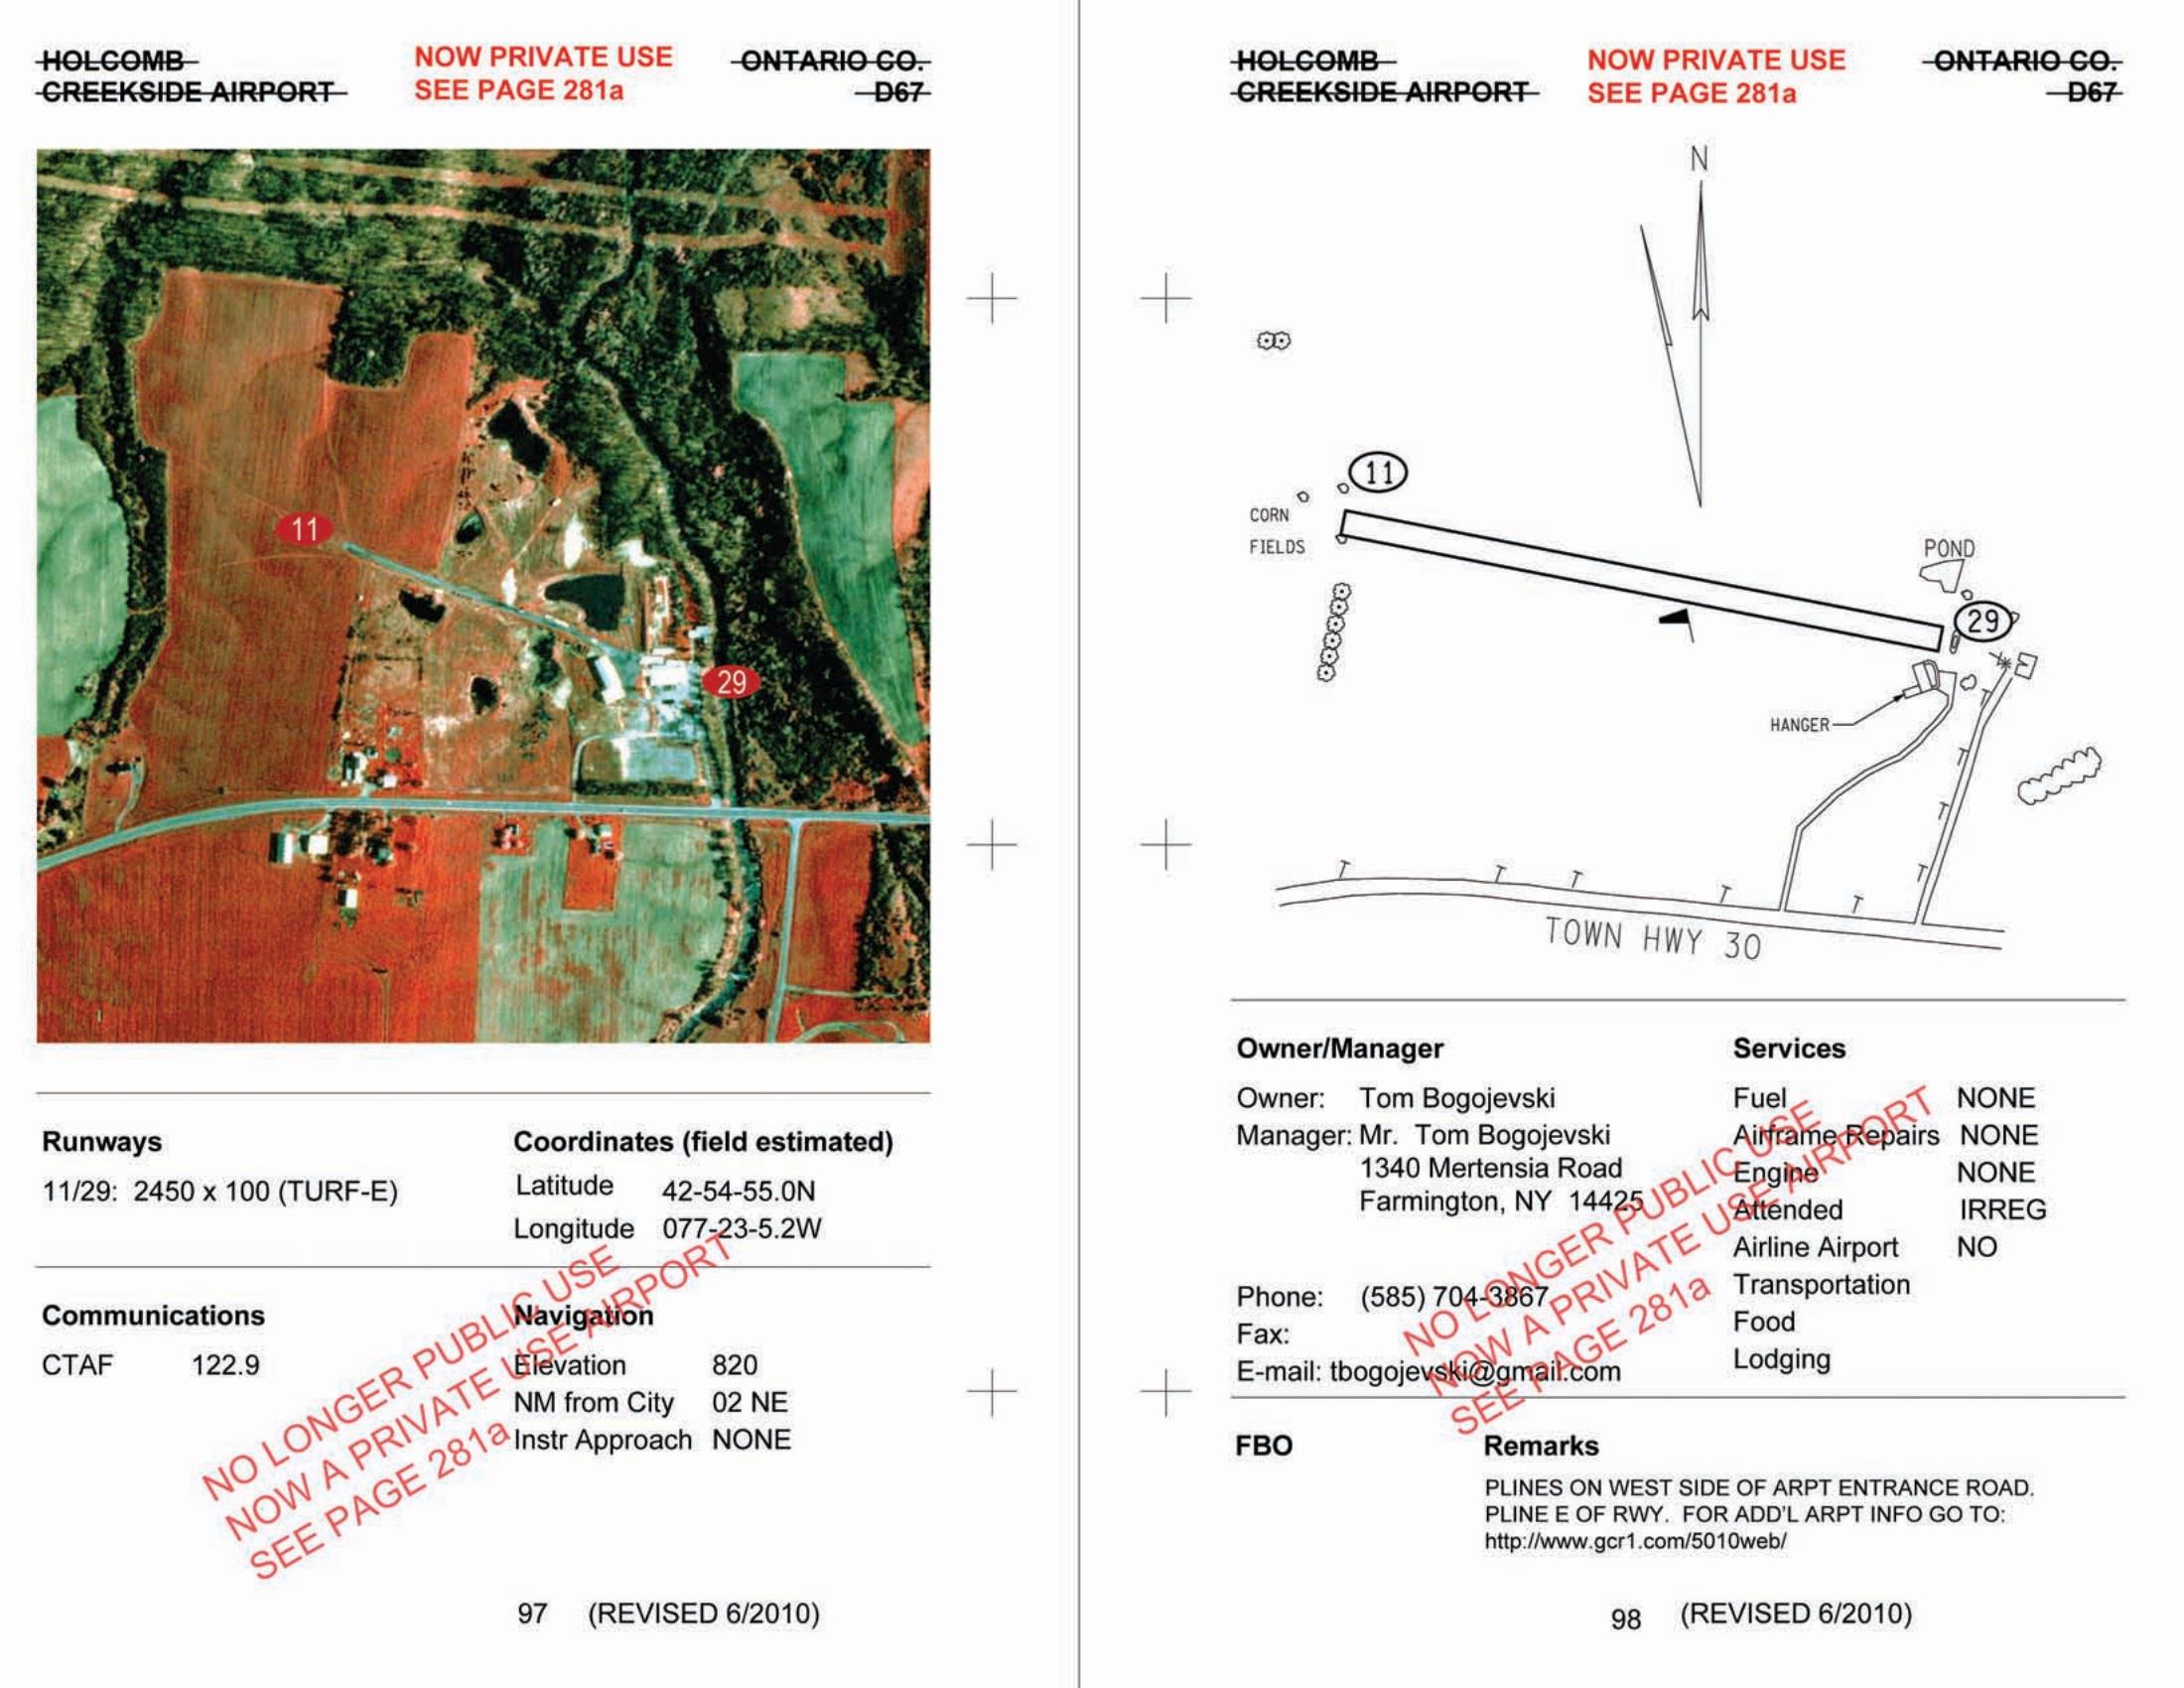 HOLCOMB
CREEKSIDE AIRPORT
NOW PRIVATE USE
SEE PAGE 281a
ONTARIO CO.
D67
11
29
Runways
11/29: 2450 x 100 (TURF-E)
Coordinates (field estimated)
Latitude 42-54-55.0N
Longitude 077-23-5.2W
Communications
CTAF 122.9
Navigation
Elevation 820
NM from City 02 NE
Instr Approach NONE
NO LONGER PUBLIC USE
NOW A PRIVATE USE AIRPORT
SEE PAGE 281a
97 (REVISED 6/2010)
HOLCOMB
CREEKSIDE AIRPORT
NOW PRIVATE USE
SEE PAGE 281a
ONTARIO CO.
D67
N
11
CORN
FIELDS
POND
29
HANGER
T
T
T
T
T
T
T
T
T
TOWN HWY 30
Owner/Manager
Owner: Tom Bogojevski
Manager: Mr. Tom Bogojevski
1340 Mertensia Road
Farmington, NY 14425
Phone: (585) 704-3867
Fax:
E-mail: tbogojevski@gmail.com
Services
Fuel NONE
Airframe Repairs NONE
Engine NONE
Attended IRREG
Airline Airport NO
Transportation
Food
Lodging
NO LONGER PUBLIC USE
NOW A PRIVATE USE AIRPORT
SEE PAGE 281a
FBO
Remarks
PLINES ON WEST SIDE OF ARPT ENTRANCE ROAD.
PLINE E OF RWY. FOR ADD'L ARPT INFO GO TO:
http://www.gcr1.com/5010web/
98 (REVISED 6/2010)